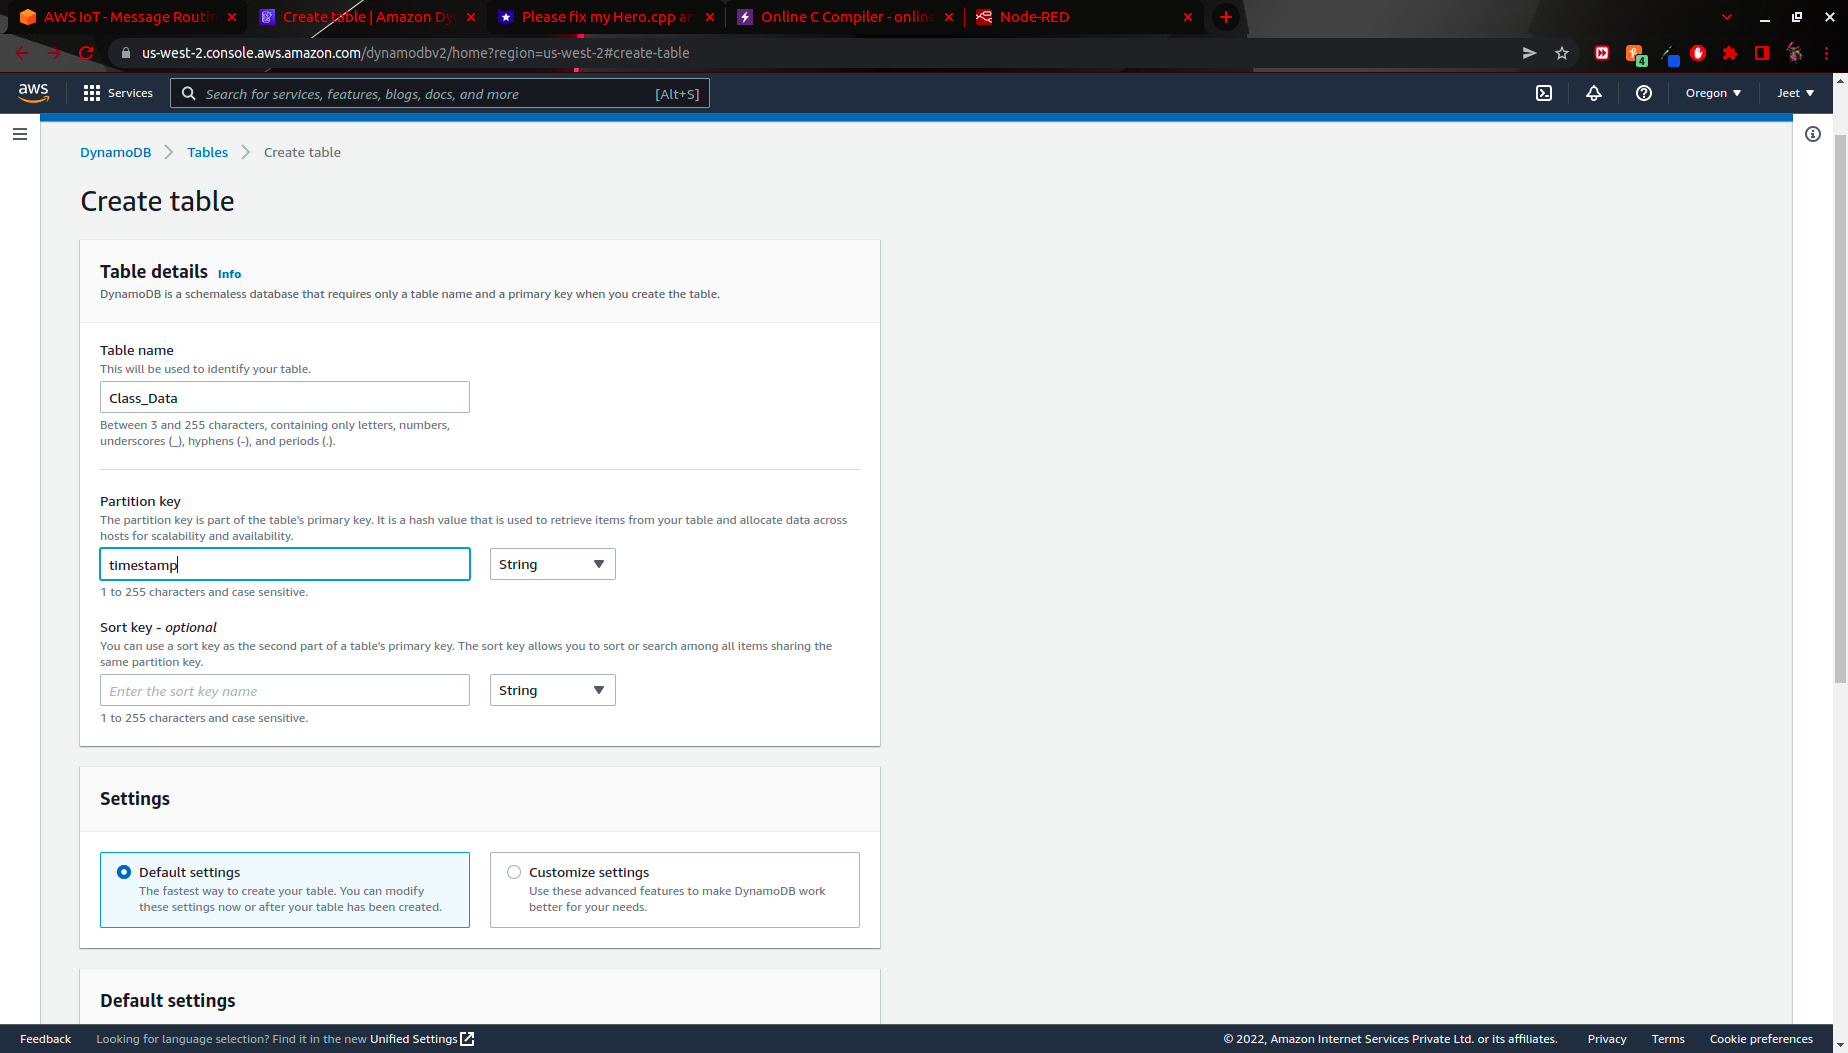 AWS IoT - Message Routin
Create table | Amazon Dy
Please fix my Hero.cpp an
Online C Compiler - online
Node-RED
us-west-2.console.aws.amazon.com/dynamodbv2/home?region=us-west-2#create-table
4
aws
Services
Search for services, features, blogs, docs, and more
[Alt+S]
Oregon
Jeet
DynamoDB
Tables
Create table
Create table
Table details Info
DynamoDB is a schemaless database that requires only a table name and a primary key when you create the table.
Table name
This will be used to identify your table.
Class_Data
Between 3 and 255 characters, containing only letters, numbers,
underscores (_), hyphens (-), and periods (.).
Partition key
The partition key is part of the table's primary key. It is a hash value that is used to retrieve items from your table and allocate data across
hosts for scalability and availability.
timestamp
String
1 to 255 characters and case sensitive.
Sort key - optional
You can use a sort key as the second part of a table's primary key. The sort key allows you to sort or search among all items sharing the
same partition key.
Enter the sort key name
String
1 to 255 characters and case sensitive.
Settings
Default settings
The fastest way to create your table. You can modify
these settings now or after your table has been created.
Customize settings
Use these advanced features to make DynamoDB work
better for your needs.
Default settings
Feedback
Looking for language selection? Find it in the new Unified Settings
© 2022, Amazon Internet Services Private Ltd. or its affiliates.
Privacy
Terms
Cookie preferences